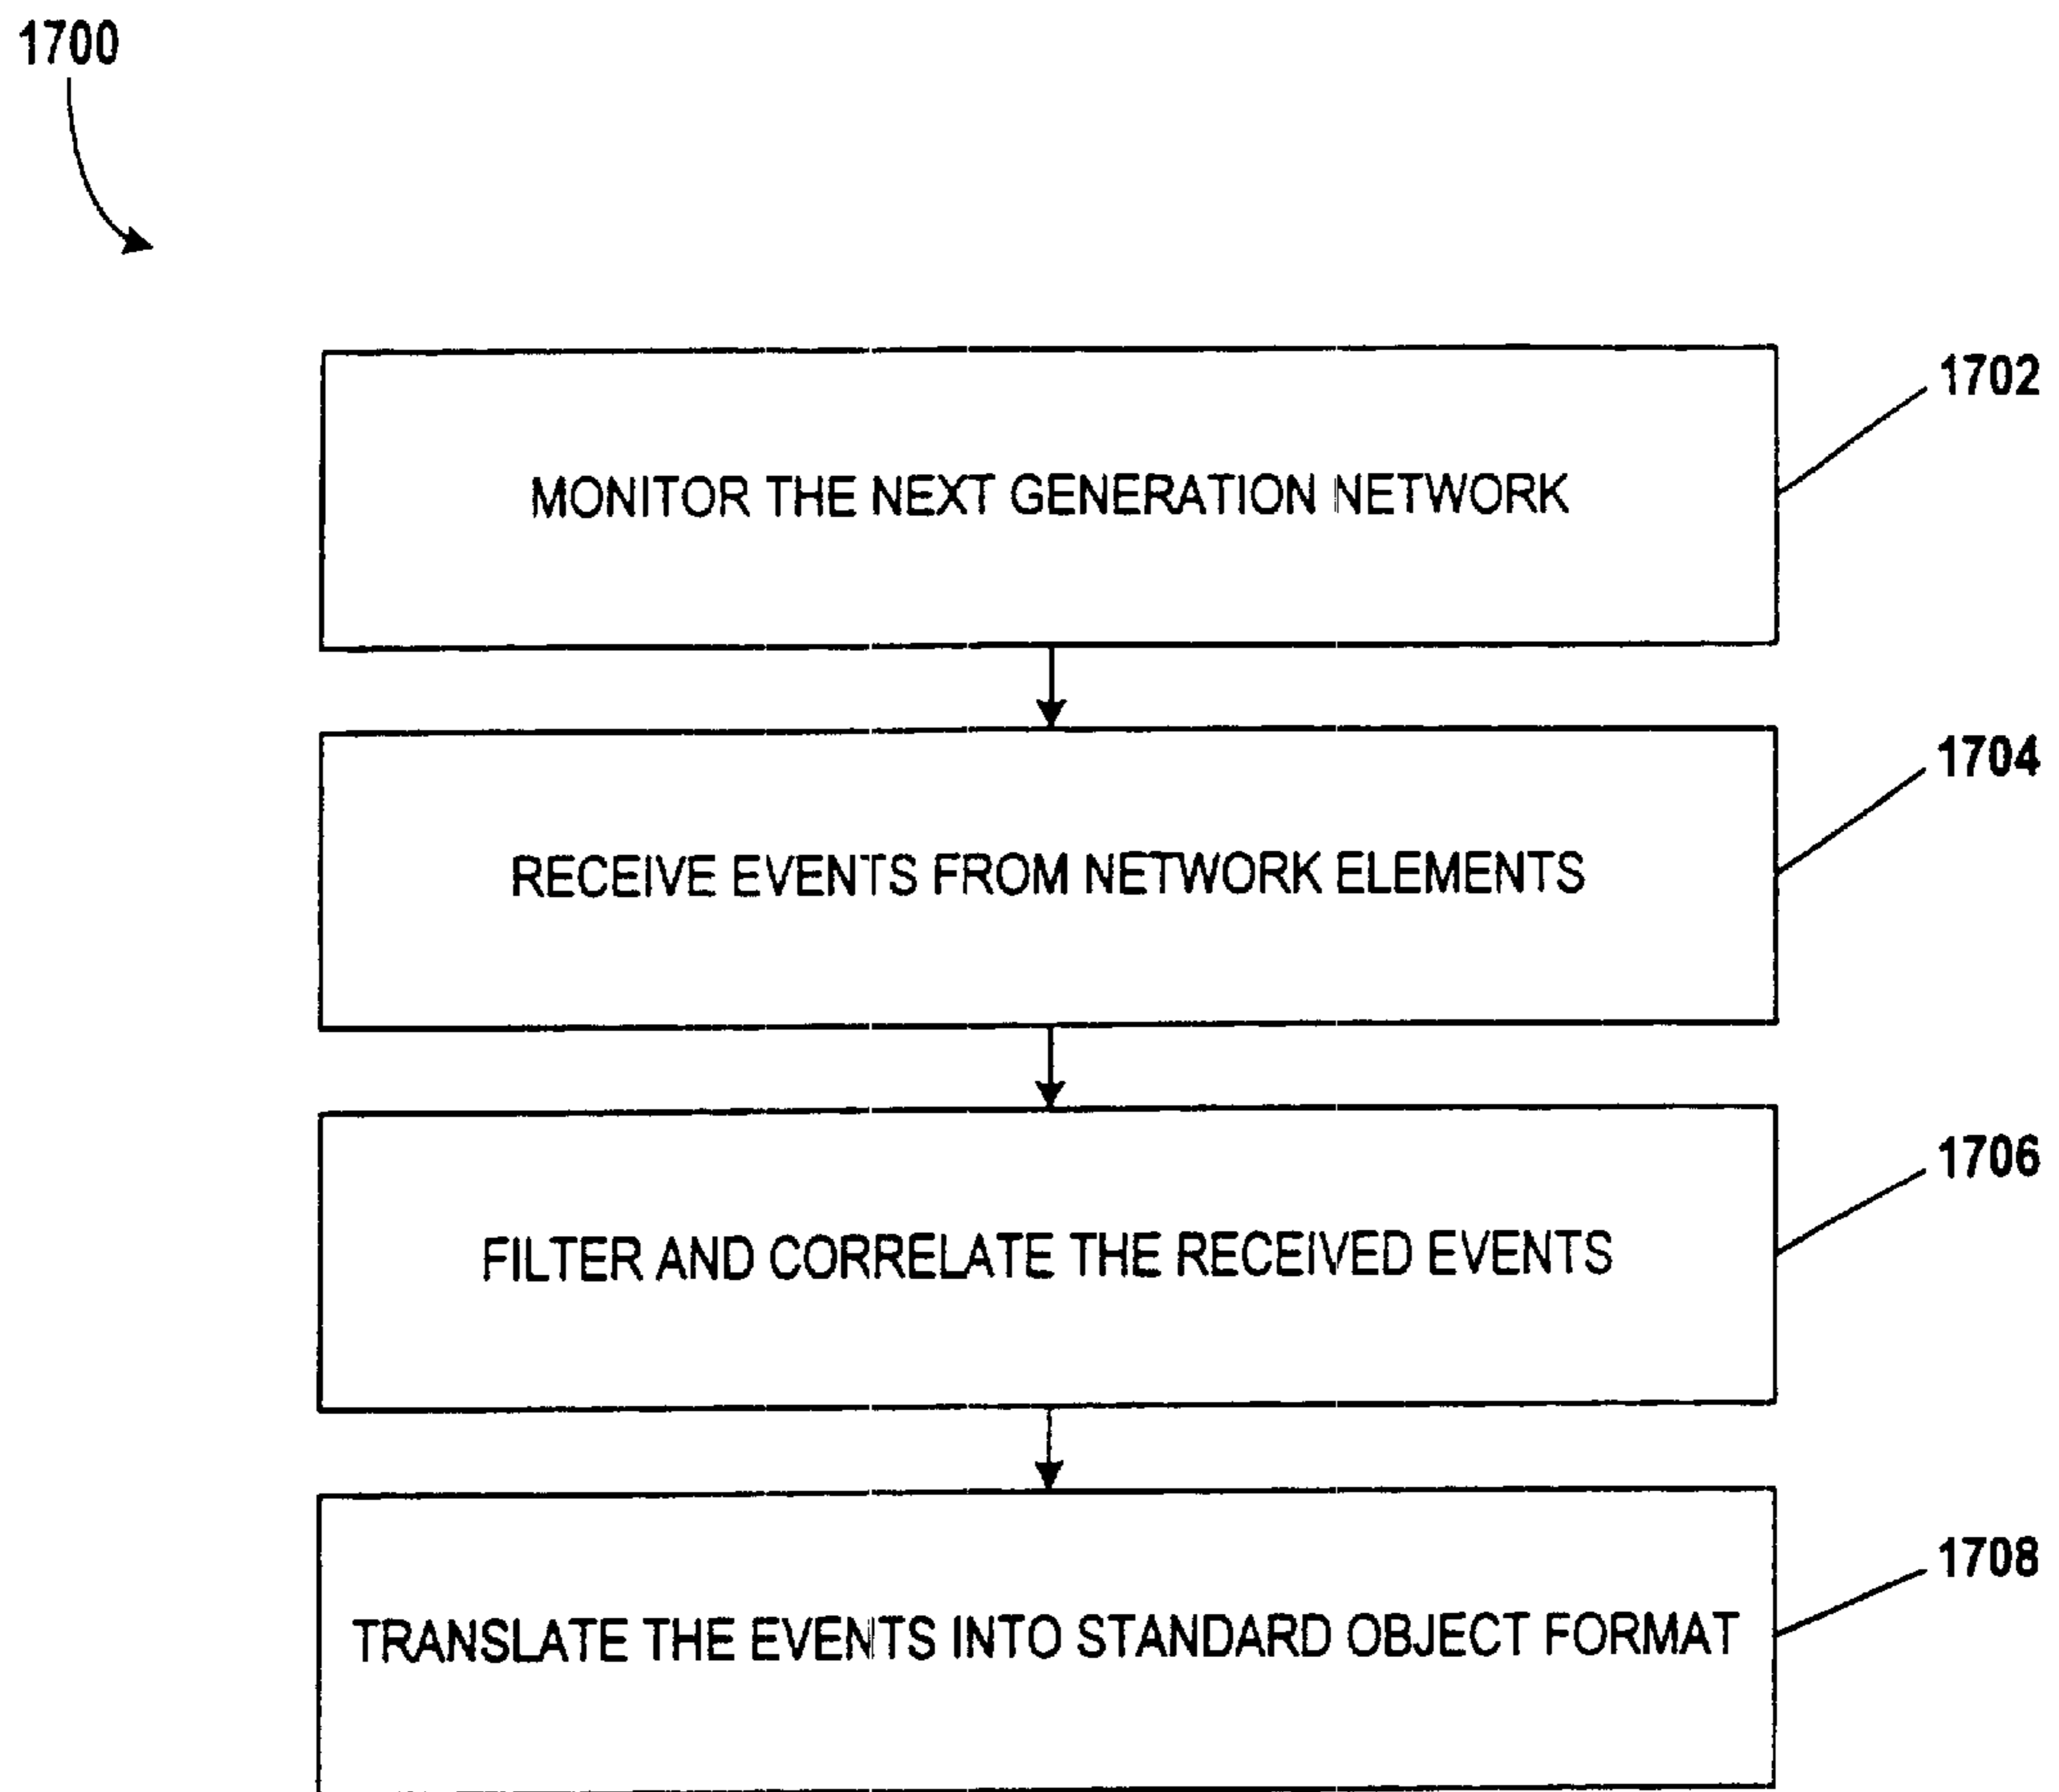 1700
1702
MONITOR THE NEXT GENERATION NETWORK
1704
RECEIVE EVENTS FROM NETWORK ELEMENTS
1706
FILTER AND CORRELATE THE RECEIVED EVENTS
1708
TRANSLATE THE EVENTS INTO STANDARD OBJECT FORMAT